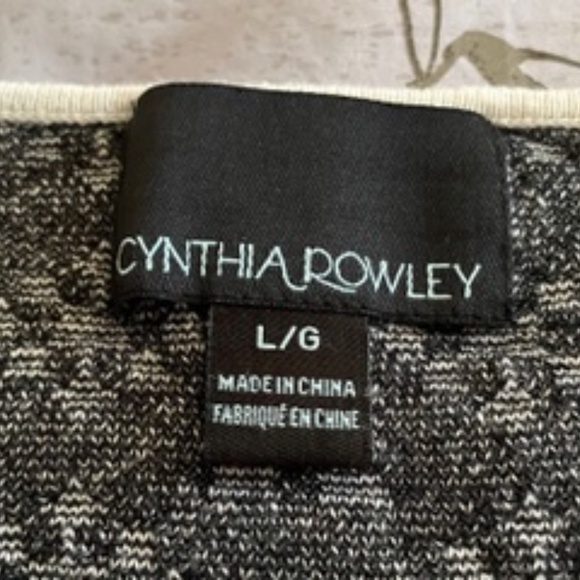 CYNTHIA ROWLEY
L/G
MADE IN CHINA
FABRIQUÉ EN CHINE